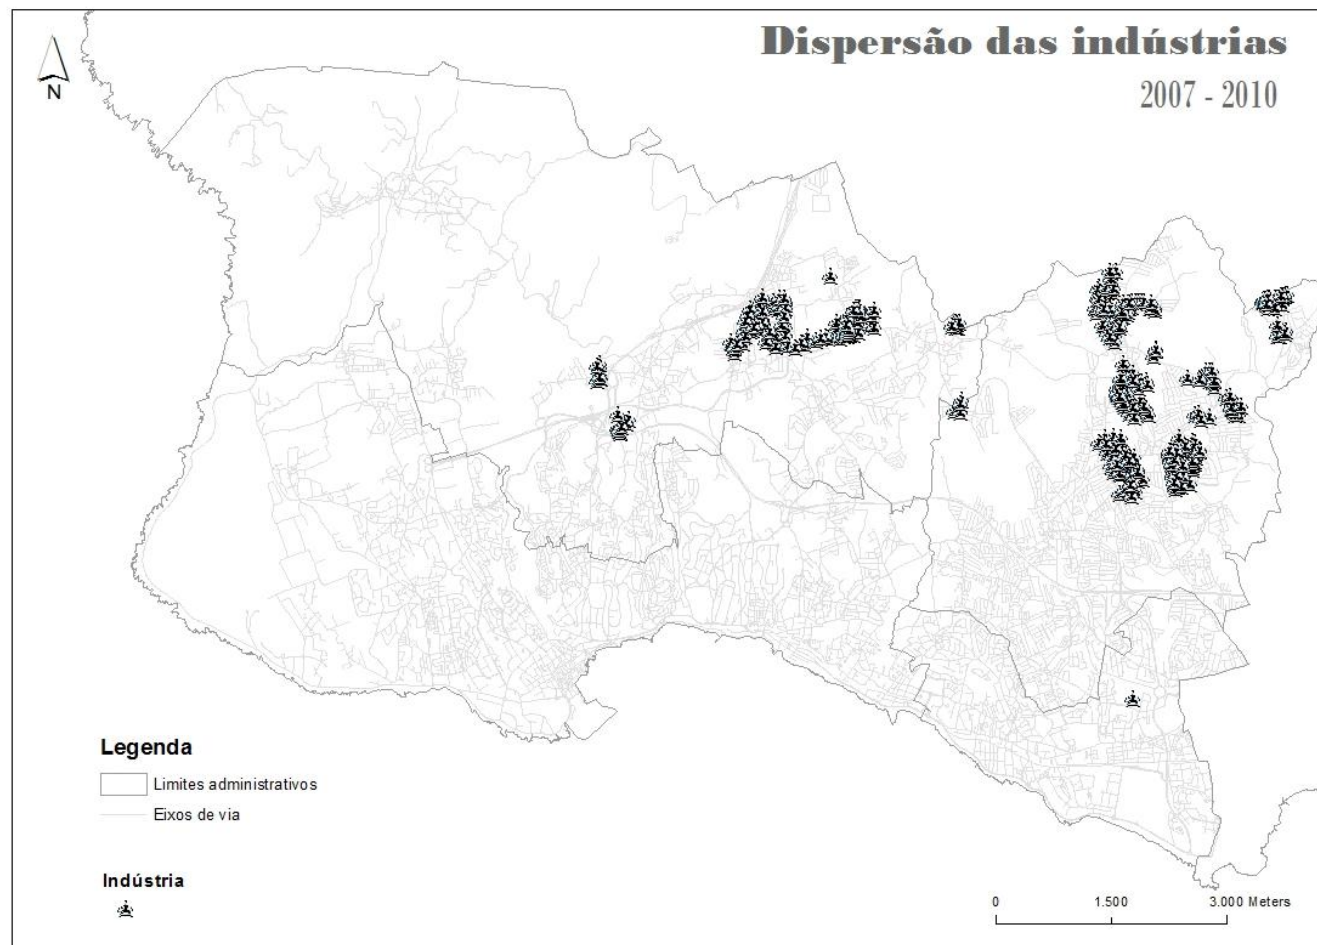 Dispersão das indústrias
2007 - 2010
N
Legenda
Limites administrativos
Eixos de via
Indústria
0 1.500 3.000 Meters